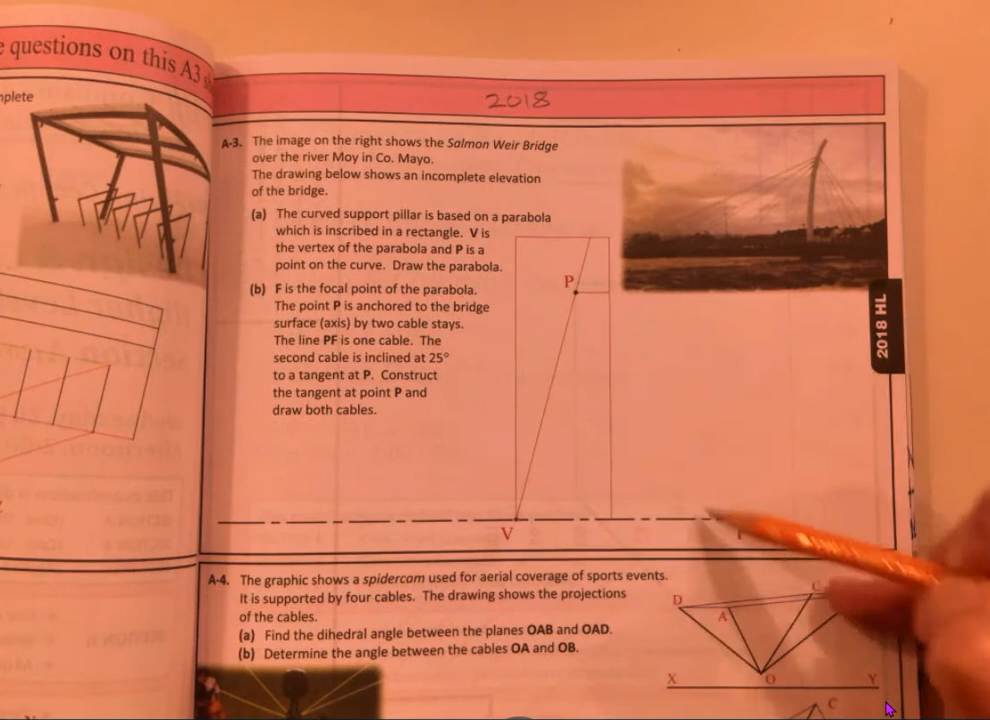 questions on this A3
mplete
2018
A-3. The image on the right shows the Salmon Weir Bridge
over the river Moy in Co. Mayo.
The drawing below shows an incomplete elevation
of the bridge.
(a) The curved support pillar is based on a parabola
which is inscribed in a rectangle. V is
the vertex of the parabola and P is a
point on the curve. Draw the parabola.
(b) F is the focal point of the parabola.
The point P is anchored to the bridge
surface (axis) by two cable stays.
The line PF is one cable. The
second cable is inclined at 25°
to a tangent at P. Construct
the tangent at point P and
draw both cables.
P
V
2018 HL
A-4. The graphic shows a spidercam used for aerial coverage of sports events.
It is supported by four cables. The drawing shows the projections
of the cables.
(a) Find the dihedral angle between the planes OAB and OAD.
(b) Determine the angle between the cables OA and OB.
D
C
A
X
O
Y
C